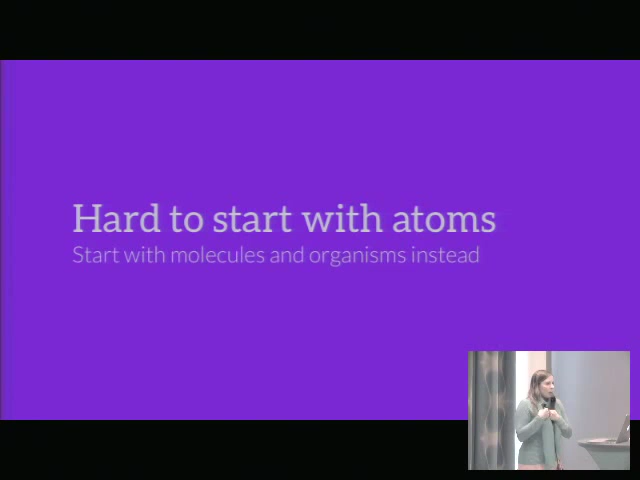 Hard to start with atoms
Start with molecules and organisms instead